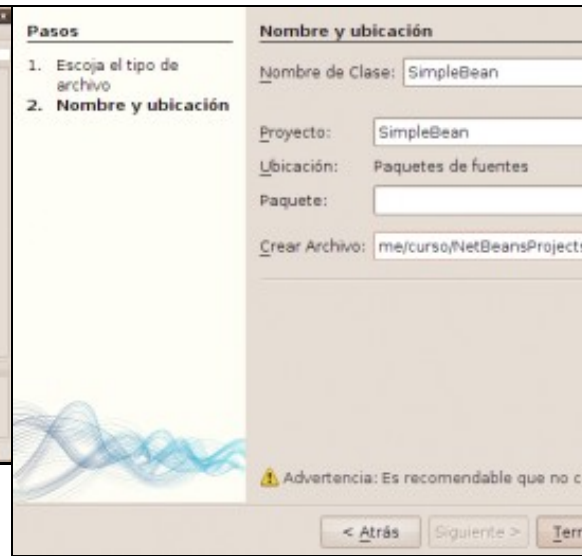 Pasos
1. Escoja el tipo de
archivo
2. Nombre y ubicación
Nombre y ubicación
Nombre de Clase: SimpleBean
Proyecto: SimpleBean
Ubicación: Paquetes de fuentes
Paquete:
Crear Archivo: me/curso/NetBeansProjects
Advertencia: Es recomendable que no c
< Atrás Siguiente > Term